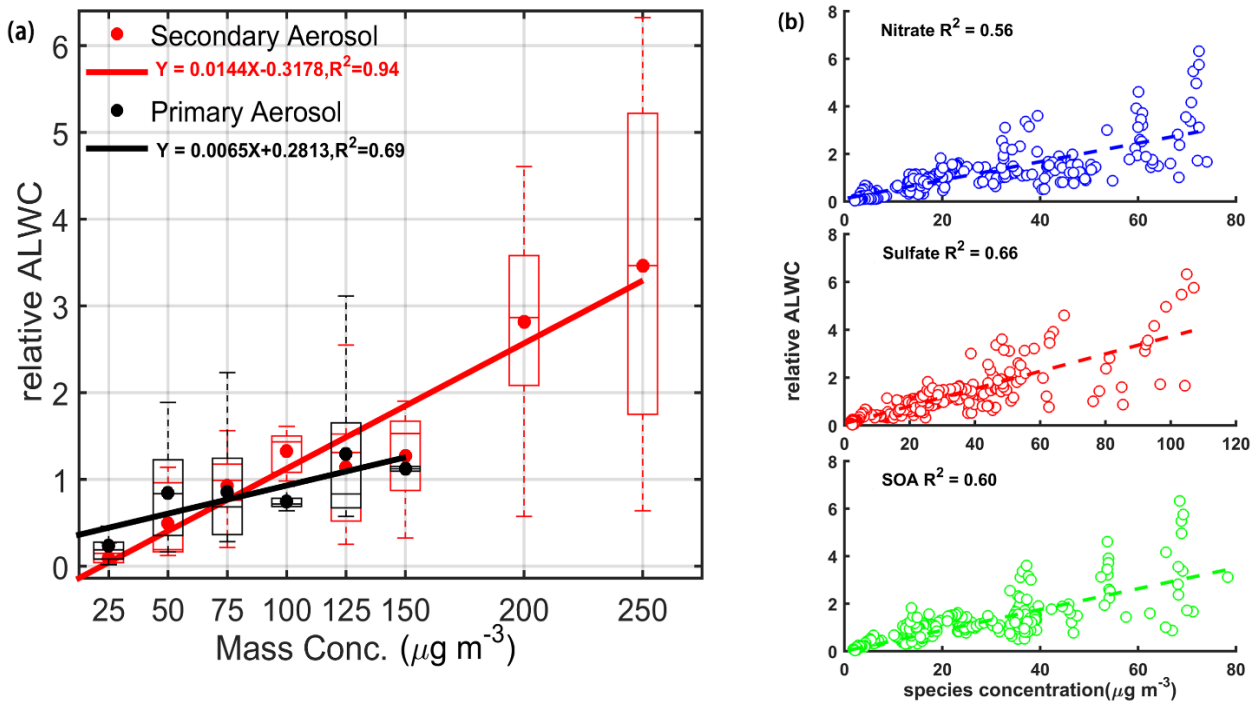 (a)
Secondary Aerosol
Y = 0.0144X-0.3178,R²=0.94
Primary Aerosol
Y = 0.0065X+0.2813,R²=0.69
relative ALWC
6
5
4
3
2
1
0
25 50 75 100 125 150 200 250
Mass Conc. (μg m⁻³)
(b)
Nitrate R² = 0.56
8
6
4
2
0
0 20 40 60 80
Sulfate R² = 0.66
relative ALWC
8
6
4
2
0
0 20 40 60 80 100 120
SOA R² = 0.60
8
6
4
2
0
0 20 40 60 80
species concentration(μg m⁻³)